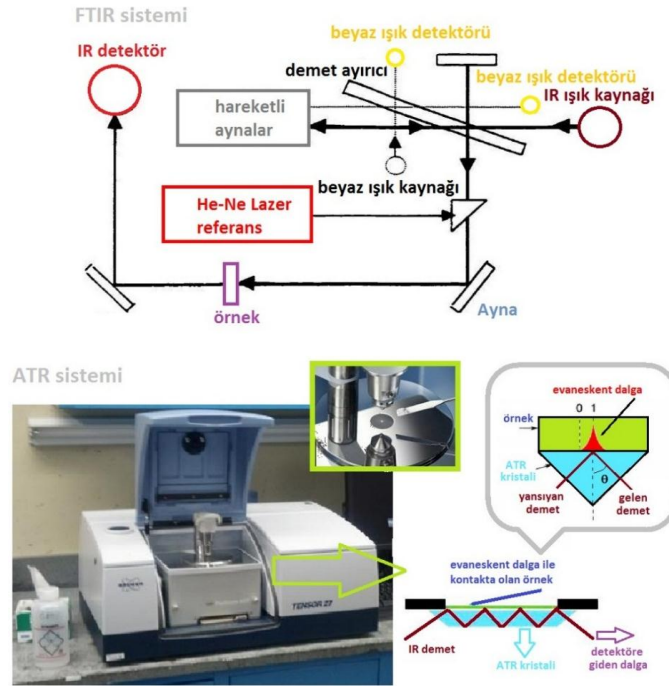 FTIR sistemi
beyaz ışık detektörü
IR detektör
demet ayırıcı
beyaz ışık detektörü
IR ışık kaynağı
hareketli
aynalar
beyaz ışık kaynağı
He-Ne Lazer
referans
örnek
Ayna
ATR sistemi
evaneskent dalga
0 1
örnek
ATR
kristali
θ
yansıyan
demet
gelen
demet
evaneskent dalga ile
kontakta olan örnek
TENSOR 27
IR demet
ATR kristali
detektöre
giden dalga